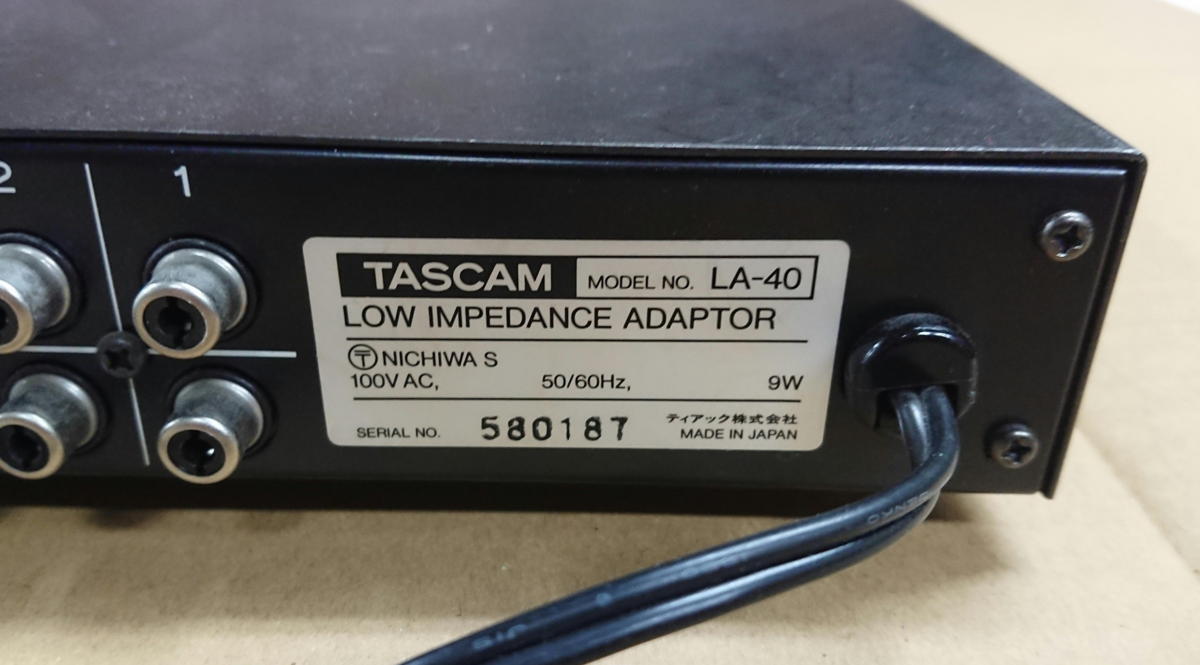 2
1
TASCAM MODEL NO. LA-40
LOW IMPEDANCE ADAPTOR
〒 NICHIWA S
100V AC, 50/60Hz, 9W
SERIAL NO. 580187
ティアック株式会社
MADE IN JAPAN